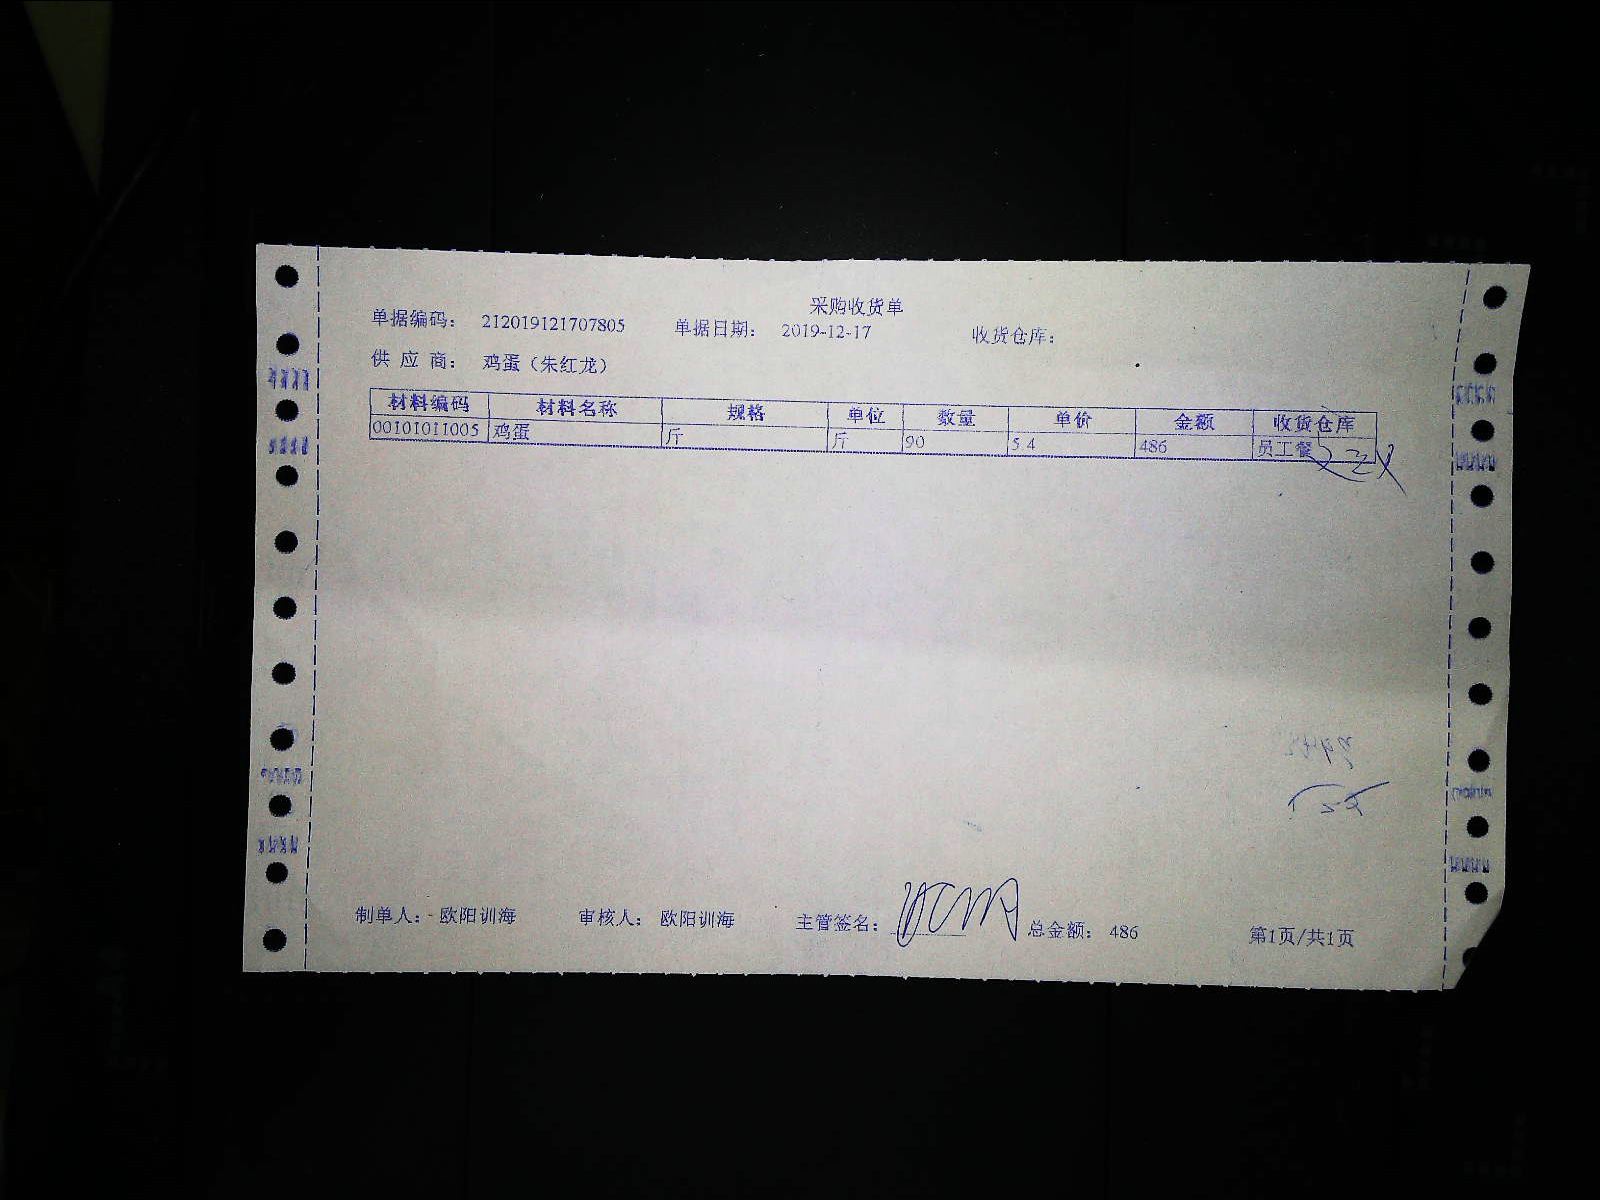 采购收货单
单据编码： 212019121707805 单据日期： 2019-12-17 收货仓库：
供 应 商： 鸡蛋（朱红龙）
材料编码 材料名称 规格 单位 数量 单价 金额 收货仓库
00101011005 鸡蛋 斤 斤 90 5.4 486 员工餐
制单人： 欧阳训海 审核人： 欧阳训海 主管签名： 总金额： 486 第1页/共1页